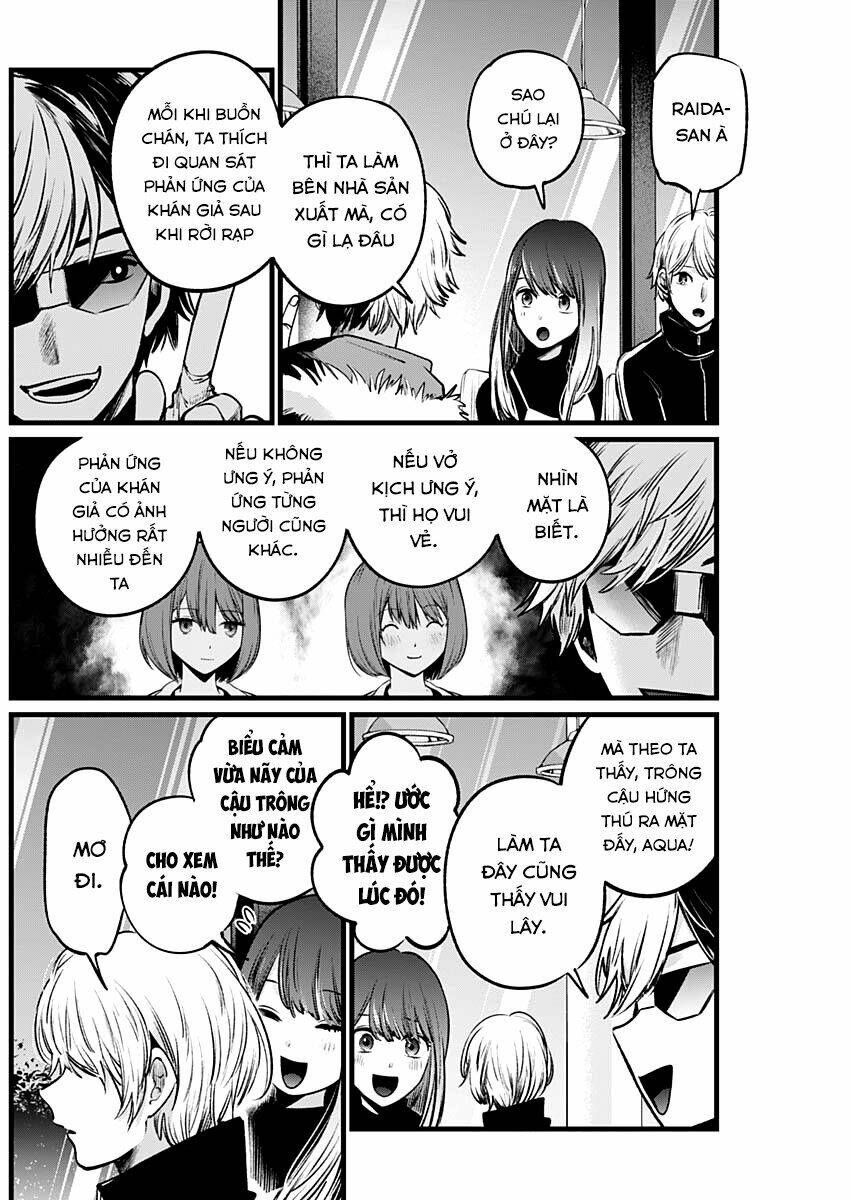 RAIDA-
SAN À
SAO
CHÚ LẠI
Ở ĐÂY?
THÌ TA LÀM
BÊN NHÀ SẢN
XUẤT MÀ, CÓ
GÌ LẠ ĐÂU
MỖI KHI BUỒN
CHÁN, TA THÍCH
ĐI QUAN SÁT
PHẢN ỨNG CỦA
KHÁN GIẢ SAU
KHI RỜI RẠP
NHÌN
MẶT LÀ
BIẾT.
NẾU VỞ
KỊCH ƯNG Ý,
THÌ HỌ VUI
VẺ.
NẾU KHÔNG
ƯNG Ý, PHẢN
ỨNG TỪNG
NGƯỜI CŨNG
KHÁC.
PHẢN ỨNG
CỦA KHÁN
GIẢ CÓ ẢNH
HƯỞNG RẤT
NHIỀU ĐẾN
TA
MÀ THEO TA
THẤY, TRÔNG
CẬU HỨNG
THÚ RA MẶT
ĐẤY, AQUA!
LÀM TA
ĐÂY CŨNG
THẤY VUI
LÂY.
HỂ!? ƯỚC
GÌ MÌNH
THẤY ĐƯỢC
LÚC ĐÓ!
BIỂU CẢM
VỪA NÃY CỦA
CẬU TRÔNG
NHƯ NÀO
THẾ?
CHO XEM
CÁI NÀO!
MƠ
ĐI.